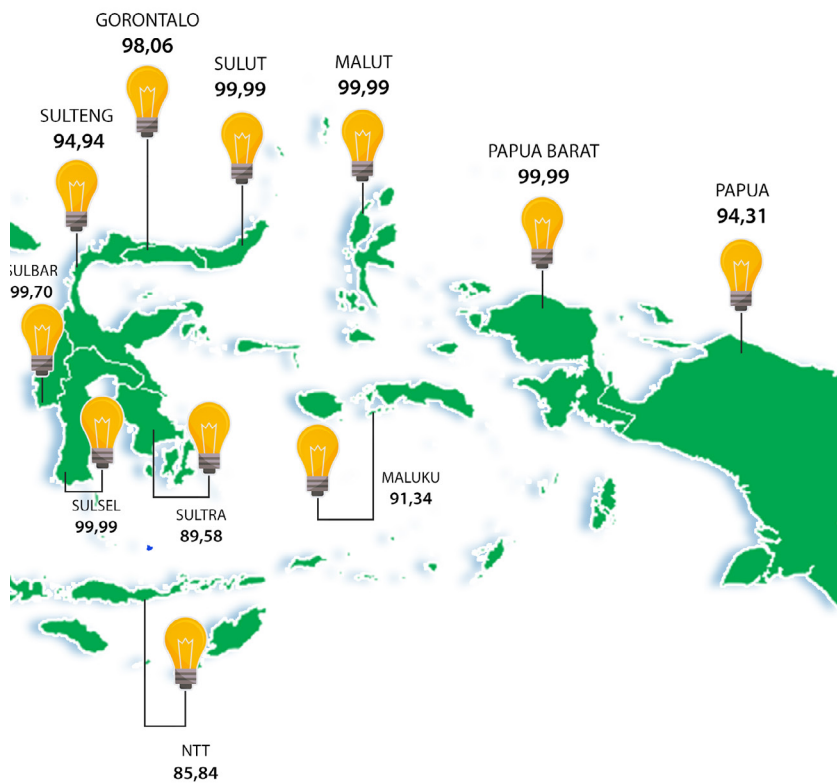 GORONTALO
98,06
SULUT
99,99
MALUT
99,99
SULTENG
94,94
PAPUA BARAT
99,99
PAPUA
94,31
SULBAR
99,70
MALUKU
91,34
SULSEL
99,99
SULTRA
89,58
NTT
85,84